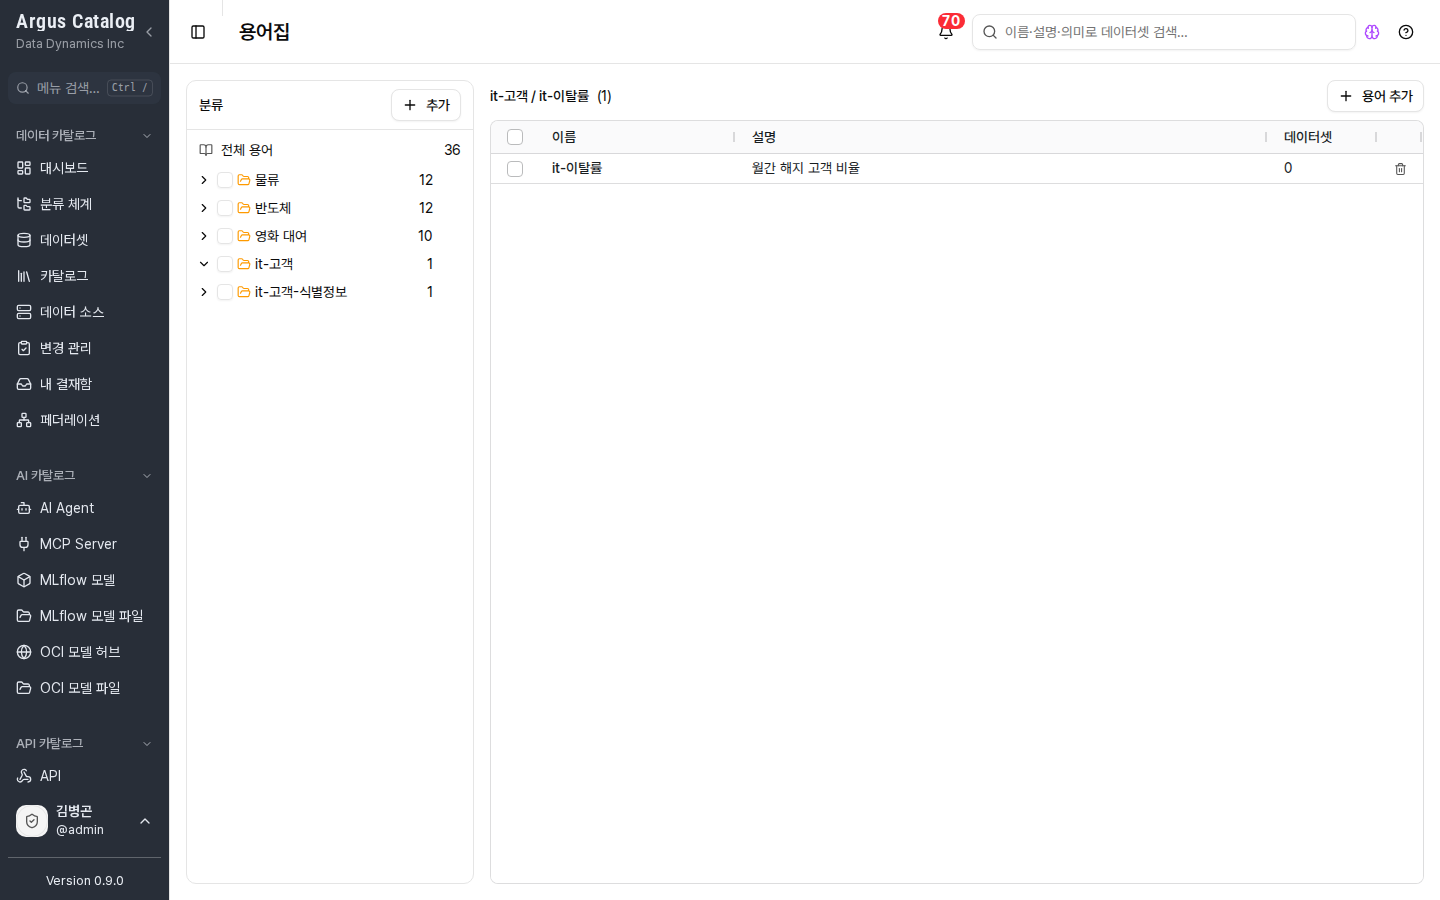 Argus Catalog
Data Dynamics Inc
메뉴 검색... Ctrl /
데이터 카탈로그
대시보드
분류 체계
데이터셋
카탈로그
데이터 소스
변경 관리
내 결재함
페더레이션
AI 카탈로그
AI Agent
MCP Server
MLflow 모델
MLflow 모델 파일
OCI 모델 허브
OCI 모델 파일
API 카탈로그
API
김병곤
@admin
Version 0.9.0
용어집
70
이름·설명·의미로 데이터셋 검색...
분류
추가
전체 용어 36
물류 12
반도체 12
영화 대여 10
it-고객 1
it-고객-식별정보 1
it-고객 / it-이탈률 (1)
용어 추가
이름 설명 데이터셋
it-이탈률 월간 해지 고객 비율 0